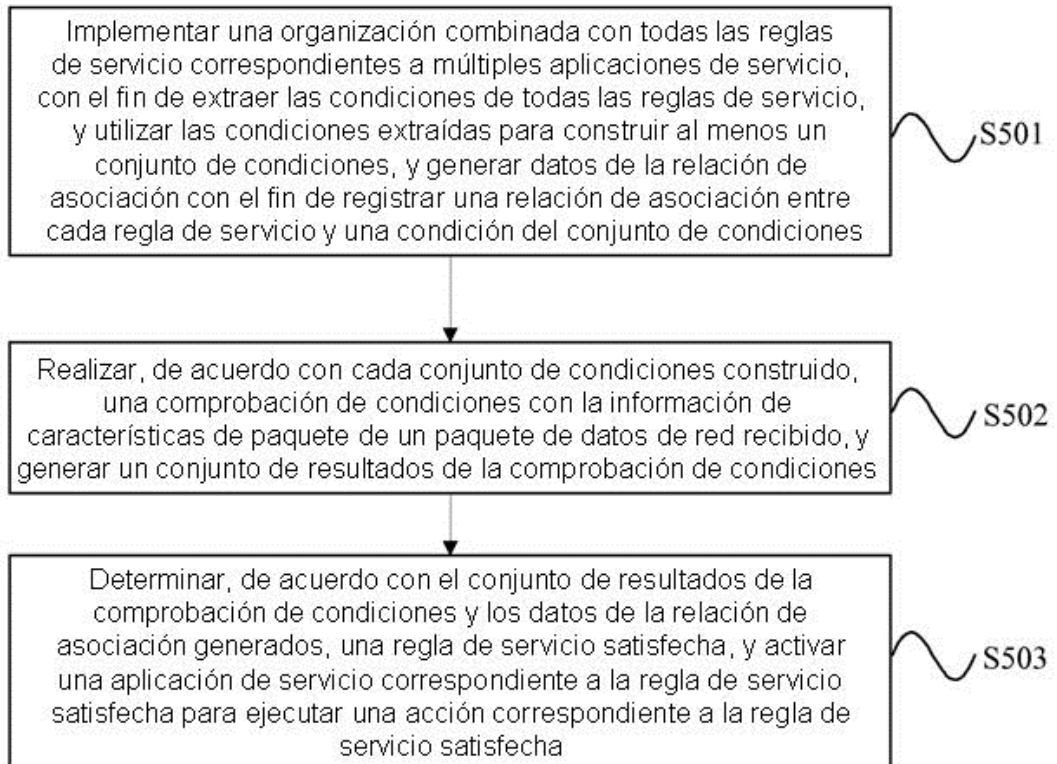 Implementar una organización combinada con todas las reglas
de servicio correspondientes a múltiples aplicaciones de servicio,
con el fin de extraer las condiciones de todas las reglas de servicio,
y utilizar las condiciones extraídas para construir al menos un
conjunto de condiciones, y generar datos de la relación de
asociación con el fin de registrar una relación de asociación entre
cada regla de servicio y una condición del conjunto de condiciones
S501
Realizar, de acuerdo con cada conjunto de condiciones construido,
una comprobación de condiciones con la información de
características de paquete de un paquete de datos de red recibido, y
generar un conjunto de resultados de la comprobación de condiciones
S502
Determinar, de acuerdo con el conjunto de resultados de la
comprobación de condiciones y los datos de la relación de
asociación generados, una regla de servicio satisfecha, y activar
una aplicación de servicio correspondiente a la regla de servicio
satisfecha para ejecutar una acción correspondiente a la regla de
servicio satisfecha
S503